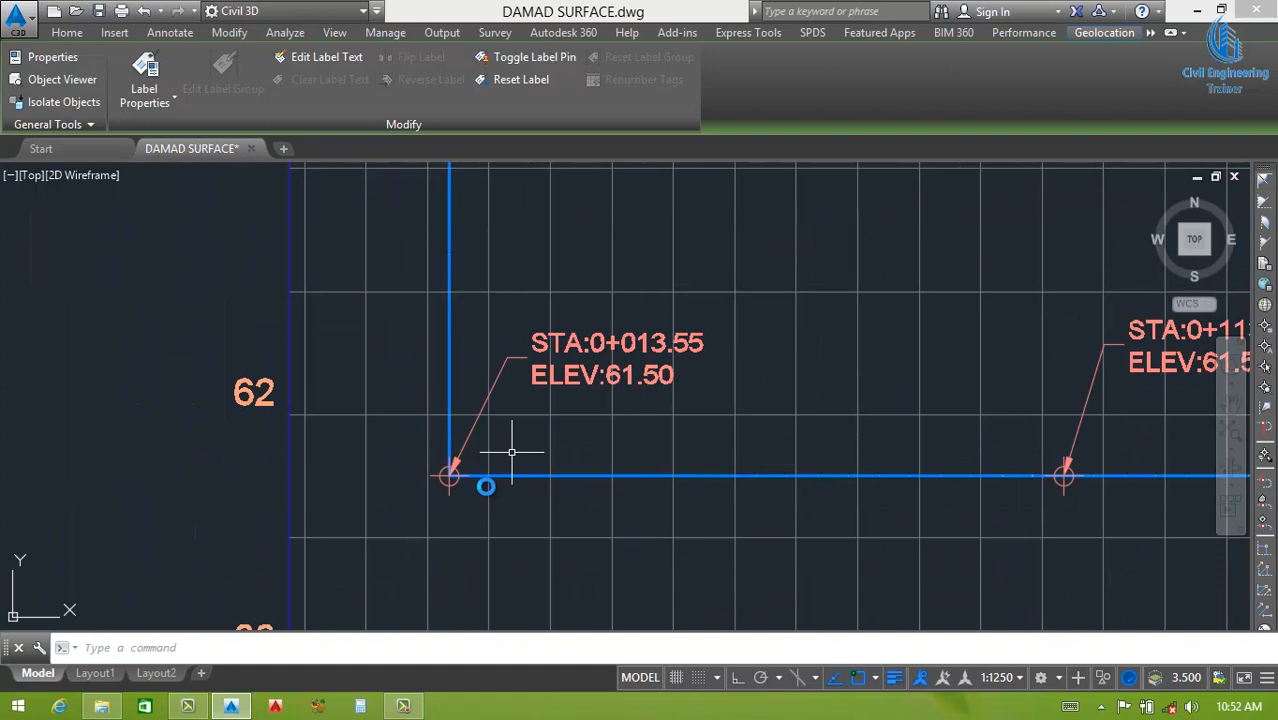 Civil 3D
DAMAD SURFACE.dwg
Type a keyword or phrase
Sign In
C3D
Home
Insert
Annotate
Modify
Analyze
View
Manage
Output
Survey
Autodesk 360
Help
Add-ins
Express Tools
SPDS
Featured Apps
BIM 360
Performance
Geolocation
Properties
Object Viewer
Isolate Objects
General Tools
Label
Properties
Edit Label Group
Edit Label Text
Clear Label Text
Flip Label
Reverse Label
Toggle Label Pin
Reset Label
Reset Label Group
Renumber Tags
Modify
Civil Engineering
Trainer
Start
DAMAD SURFACE*
[−][Top][2D Wireframe]
N
W
TOP
E
S
WCS
STA:0+013.55
ELEV:61.50
62
Y
X
Type a command
Model
Layout1
Layout2
MODEL
1:1250
3.500
10:52 AM